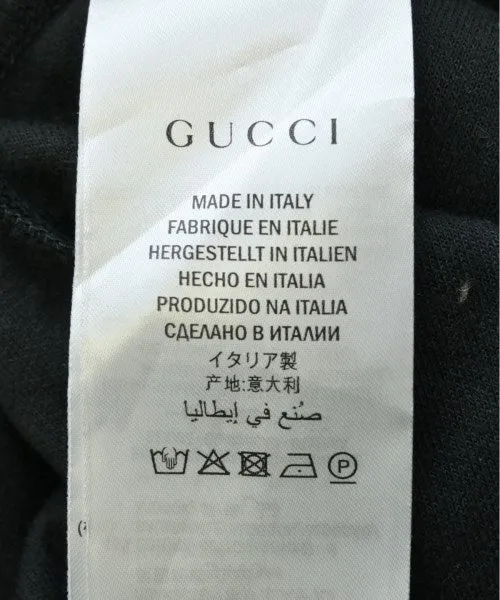 GUCCI
MADE IN ITALY
FABRIQUE EN ITALIE
HERGESTELLT IN ITALIEN
HECHO EN ITALIA
PRODUZIDO NA ITALIA
СДЕЛАНО В ИТАЛИИ
イタリア製
产地:意大利
صُنع في إيطاليا
P